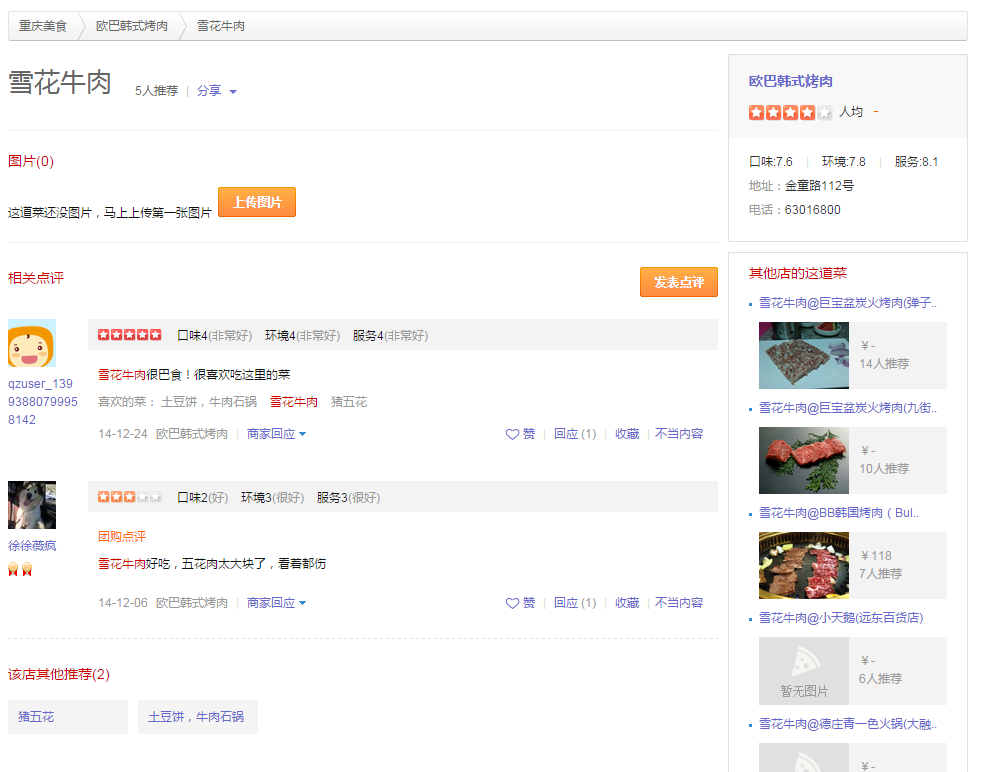 重庆美食 欧巴韩式烤肉 雪花牛肉
雪花牛肉 5人推荐 | 分享
图片(0)
这道菜还没图片，马上上传第一张图片 上传图片
相关点评 发表点评
口味4(非常好) 环境4(非常好) 服务4(非常好)
qzuser_139
9388079995
8142
雪花牛肉很巴食！很喜欢吃这里的菜
喜欢的菜： 土豆饼，牛肉石锅 雪花牛肉 猪五花
14-12-24 欧巴韩式烤肉 | 商家回应 赞 | 回应 (1) | 收藏 | 不当内容
口味2(好) 环境3(很好) 服务3(很好)
徐徐薇疯
团购点评
雪花牛肉好吃，五花肉太大块了，看着都伤
14-12-06 欧巴韩式烤肉 | 商家回应 赞 | 回应 (1) | 收藏 | 不当内容
该店其他推荐(2)
猪五花 土豆饼，牛肉石锅
欧巴韩式烤肉
人均 -
口味:7.6 | 环境:7.8 | 服务:8.1
地址：金童路112号
电话：63016800
其他店的这道菜
雪花牛肉@巨宝盆炭火烤肉(弹子..
￥-
14人推荐
雪花牛肉@巨宝盆炭火烤肉(九街..
￥-
10人推荐
雪花牛肉@BB韩国烤肉（Bul..
￥118
7人推荐
雪花牛肉@小天鹅(远东百货店)
暂无图片
￥-
6人推荐
雪花牛肉@德庄青一色火锅(大融..
￥-